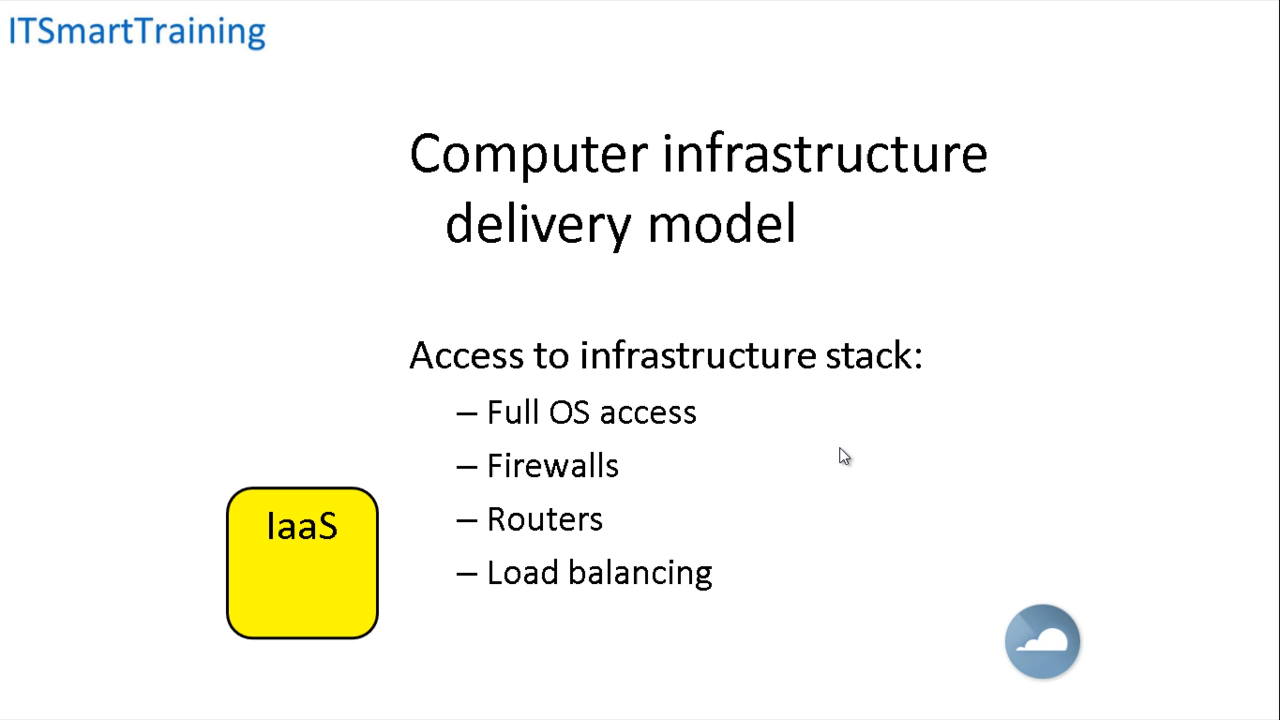 ITSmartTraining
Computer infrastructure
delivery model
Access to infrastructure stack:
– Full OS access
– Firewalls
– Routers
– Load balancing
IaaS